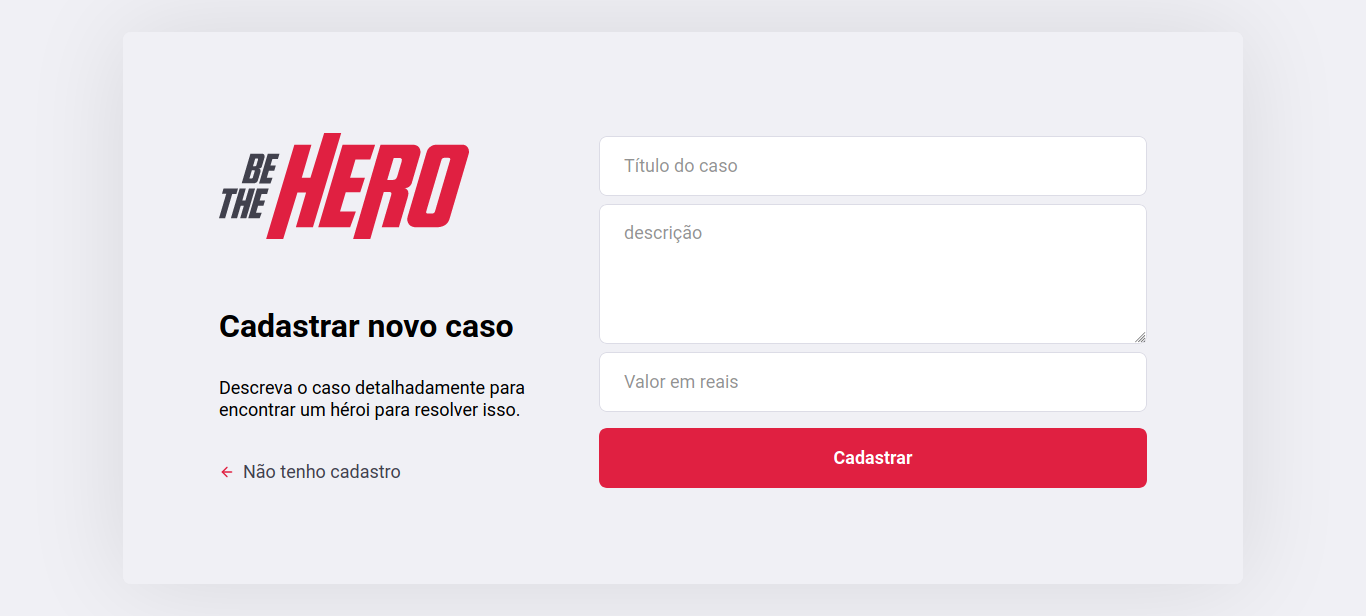 BE
THE
HERO
Cadastrar novo caso
Descreva o caso detalhadamente para
encontrar um héroi para resolver isso.
Não tenho cadastro
Título do caso
descrição
Valor em reais
Cadastrar